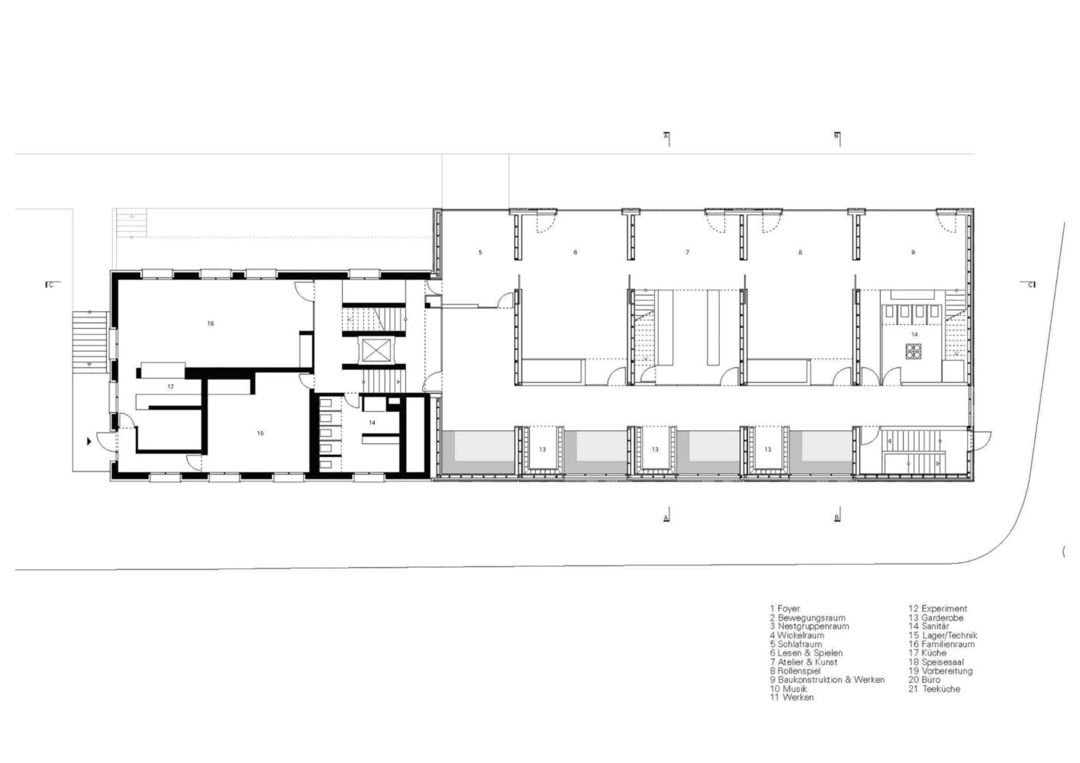 A
B
C
C
5
6
7
8
9
18
14
17
10
14
13
13
13
A
B
1 Foyer
2 Bewegungsraum
3 Nestgruppenraum
4 Wickelraum
5 Schlafraum
6 Lesen & Spielen
7 Atelier & Kunst
8 Rollenspiel
9 Baukonstruktion & Werken
10 Musik
11 Werken
12 Experiment
13 Garderobe
14 Sanitär
15 Lager/Technik
16 Familienraum
17 Küche
18 Speisesaal
19 Vorbereitung
20 Büro
21 Teeküche